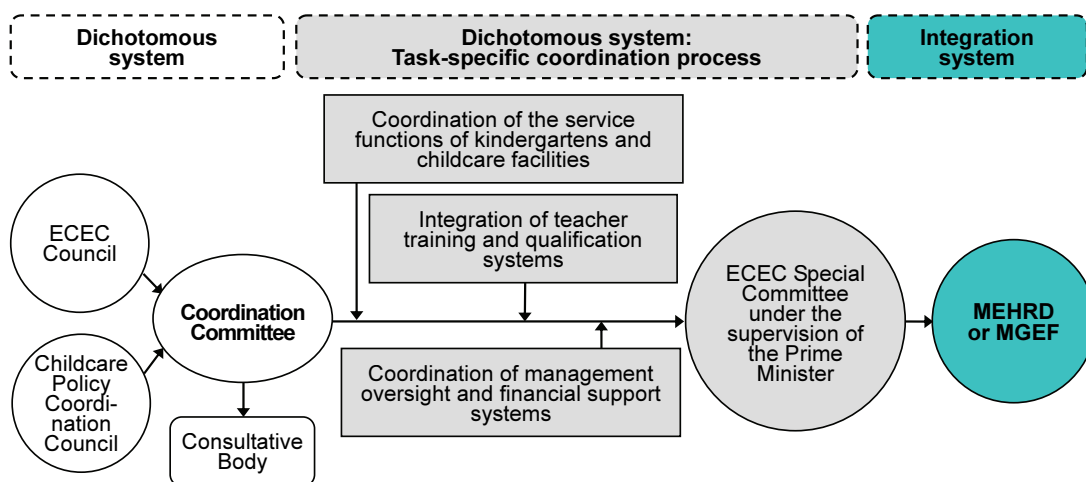 Dichotomous
system
Dichotomous system:
Task-specific coordination process
Integration
system
Coordination of the service
functions of kindergartens and
childcare facilities
Integration of teacher
training and qualification
systems
ECEC
Council
Coordination
Committee
Childcare
Policy
Coordi-
nation
Council
Consultative
Body
Coordination of management
oversight and financial support
systems
ECEC Special
Committee
under the
supervision of
the Prime
Minister
MEHRD
or MGEF